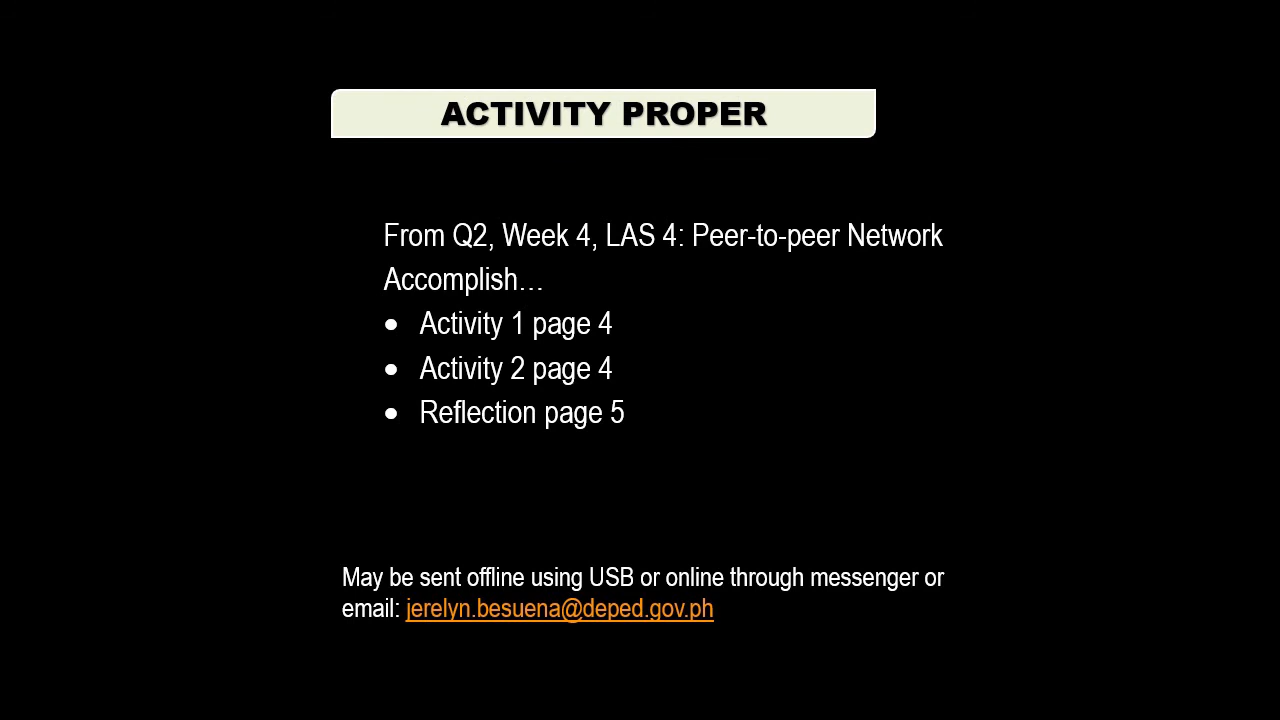 ACTIVITY PROPER
From Q2, Week 4, LAS 4: Peer-to-peer Network
Accomplish…
• Activity 1 page 4
• Activity 2 page 4
• Reflection page 5
May be sent offline using USB or online through messenger or
email: jerelyn.besuena@deped.gov.ph